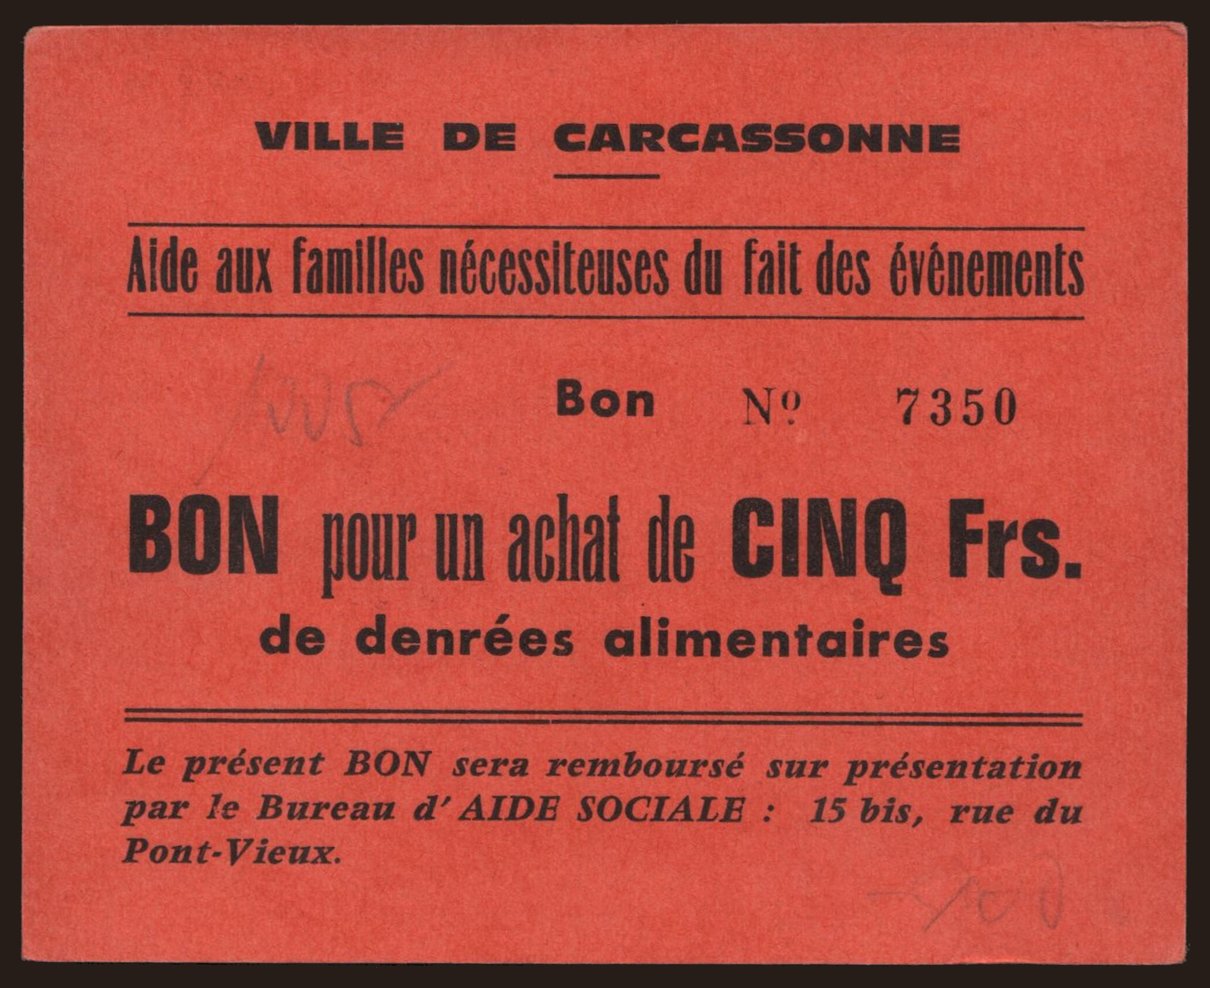 VILLE DE CARCASSONNE
Aide aux familles nécessiteuses du fait des évènements
Bon Nº 7350
BON pour un achat de CINQ Frs.
de denrées alimentaires
Le présent BON sera remboursé sur présentation
par le Bureau d'AIDE SOCIALE : 15 bis, rue du
Pont-Vieux.